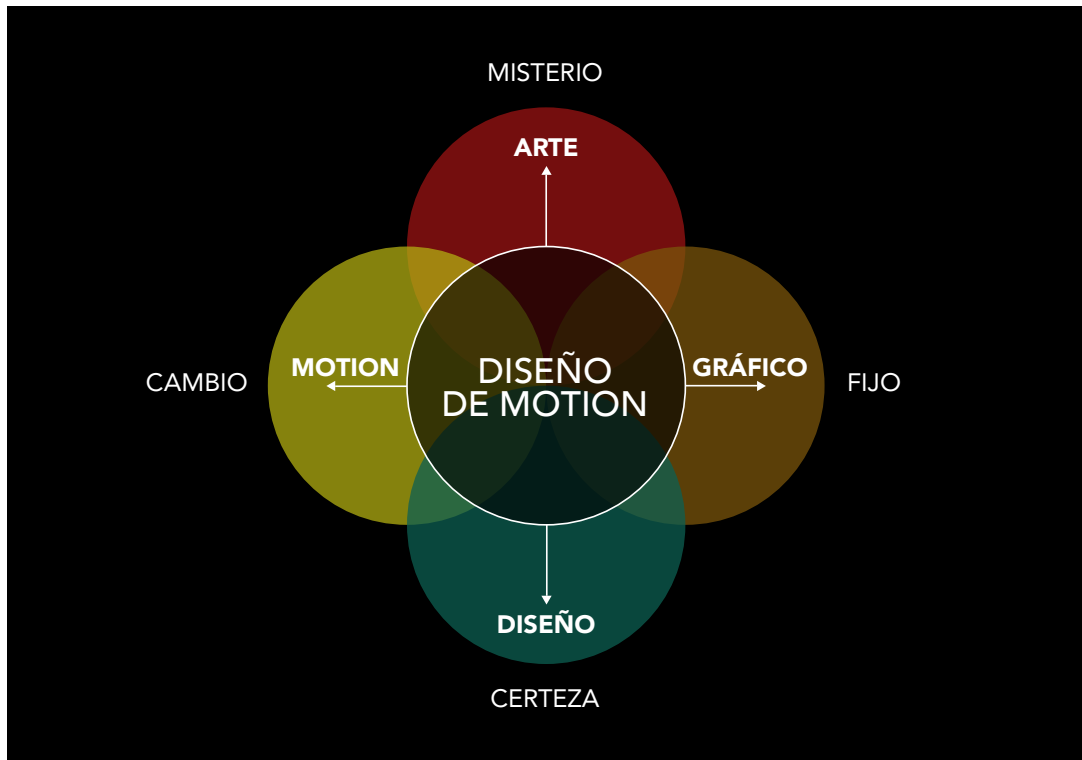 MISTERIO
ARTE
CAMBIO
MOTION
DISEÑO
DE MOTION
GRÁFICO
FIJO
DISEÑO
CERTEZA